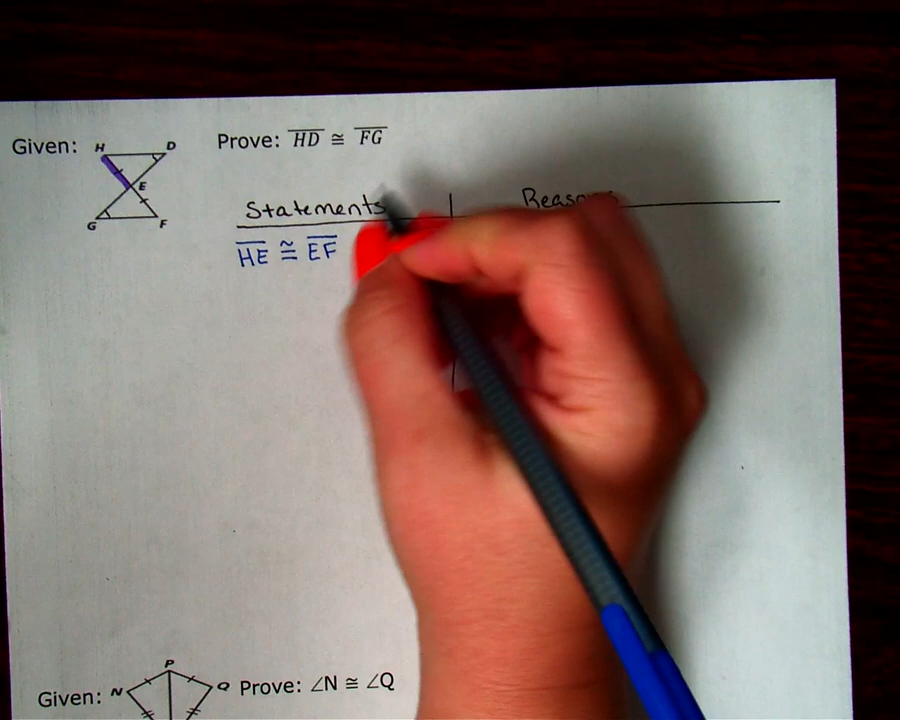 Given: H D E G F Prove: HD ≅ FG
Statements
HE ≅ EF
Given: N P Q Prove: ∠N ≅ ∠Q